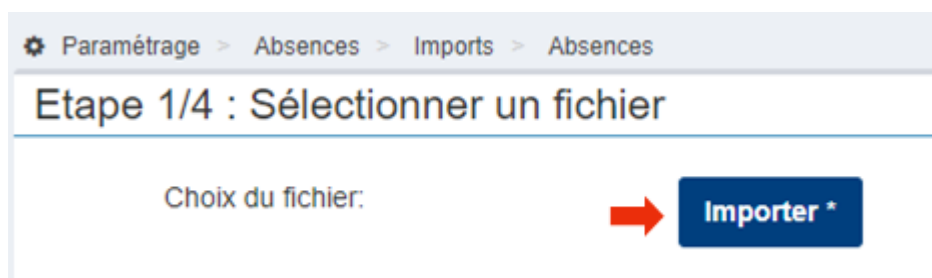 Paramétrage > Absences > Imports > Absences
Etape 1/4 : Sélectionner un fichier
Choix du fichier:
Importer *